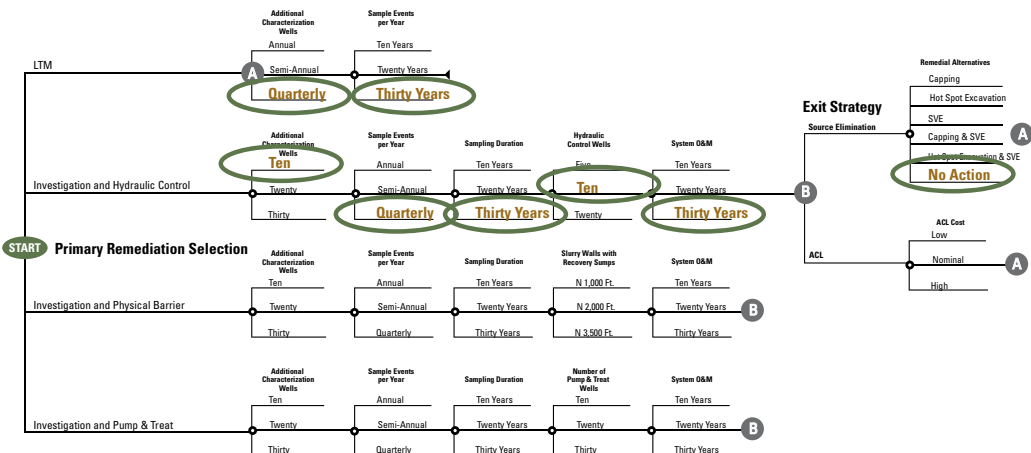 Additional
Characterization
Wells
Sample Events
per Year
Annual
Ten Years
LTM
A
Semi-Annual
Twenty Years
Quarterly
Thirty Years
Remedial Alternatives
Capping
Hot Spot Excavation
Exit Strategy
Source Elimination
SVE
Capping & SVE
A
Hot Spot Excavation & SVE
No Action
Additional
Characterization
Wells
Sample Events
per Year
Sampling Duration
Hydraulic
Control Wells
System O&M
Ten
Annual
Ten Years
Five
Ten Years
Investigation and Hydraulic Control
Twenty
Semi-Annual
Twenty Years
Ten
Twenty Years
B
Thirty
Quarterly
Thirty Years
Twenty
Thirty Years
ACL Cost
Low
ACL
Nominal
A
High
START
Primary Remediation Selection
Additional
Characterization
Wells
Sample Events
per Year
Sampling Duration
Slurry Walls with
Recovery Sumps
System O&M
Ten
Annual
Ten Years
N 1,000 Ft.
Ten Years
Investigation and Physical Barrier
Twenty
Semi-Annual
Twenty Years
N 2,000 Ft.
Twenty Years
B
Thirty
Quarterly
Thirty Years
N 3,500 Ft.
Thirty Years
Additional
Characterization
Wells
Sample Events
per Year
Sampling Duration
Number of
Pump & Treat
Wells
System O&M
Ten
Annual
Ten Years
Ten
Ten Years
Investigation and Pump & Treat
Twenty
Semi-Annual
Twenty Years
Twenty
Twenty Years
B
Thirty
Quarterly
Thirty Years
Thirty
Thirty Years